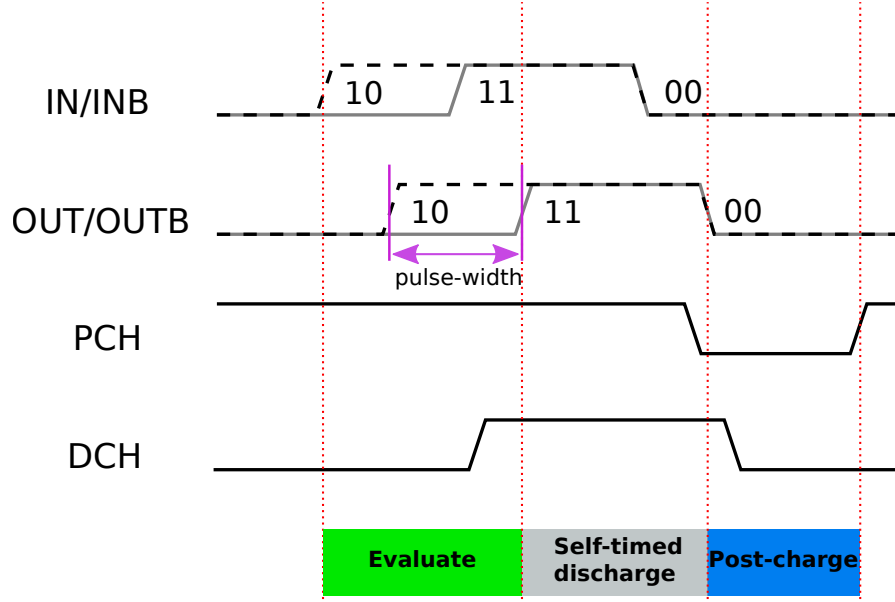 IN/INB
10
11
00
OUT/OUTB
10
11
00
pulse-width
PCH
DCH
Evaluate
Self-timed
discharge
Post-charge